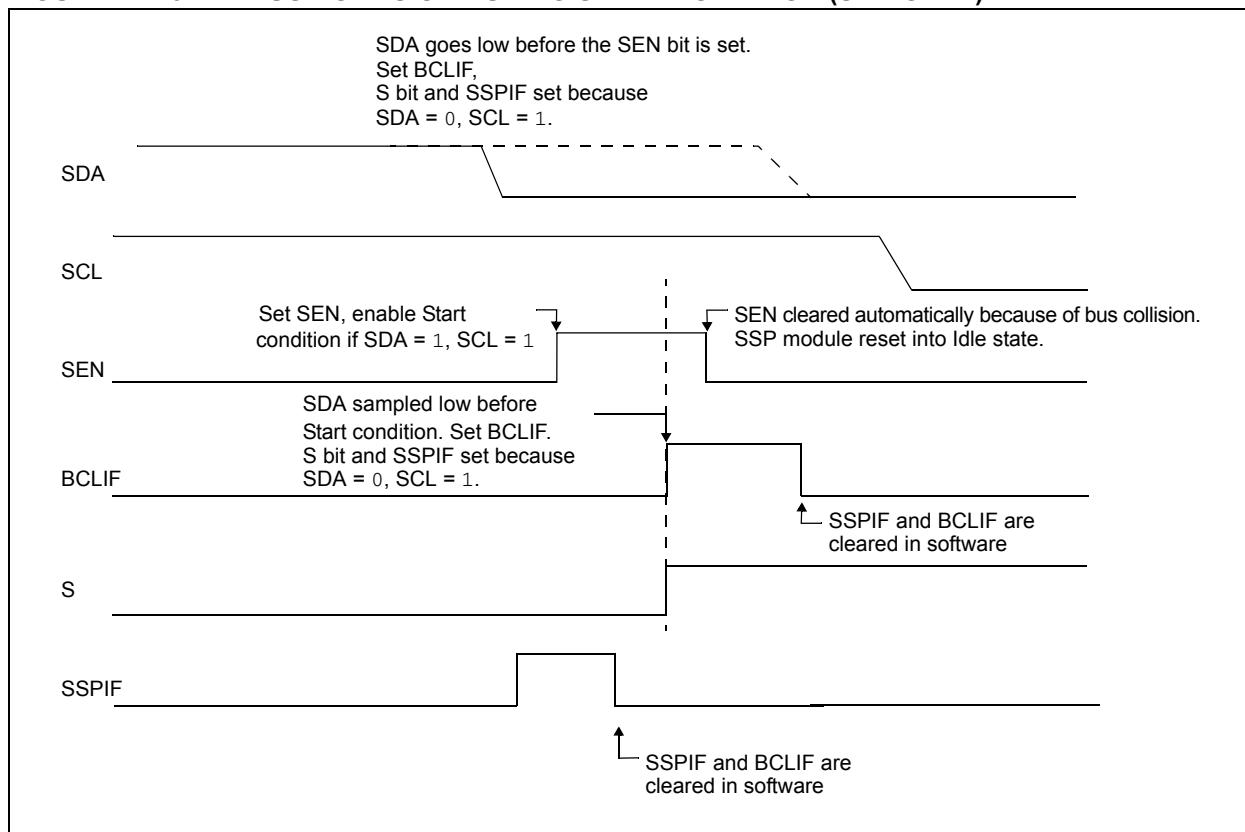 SDA goes low before the SEN bit is set.
Set BCLIF,
S bit and SSPIF set because
SDA = 0, SCL = 1.
SDA
SCL
Set SEN, enable Start
condition if SDA = 1, SCL = 1
SEN cleared automatically because of bus collision.
SSP module reset into Idle state.
SEN
SDA sampled low before
Start condition. Set BCLIF.
S bit and SSPIF set because
SDA = 0, SCL = 1.
BCLIF
SSPIF and BCLIF are
cleared in software
S
SSPIF
SSPIF and BCLIF are
cleared in software